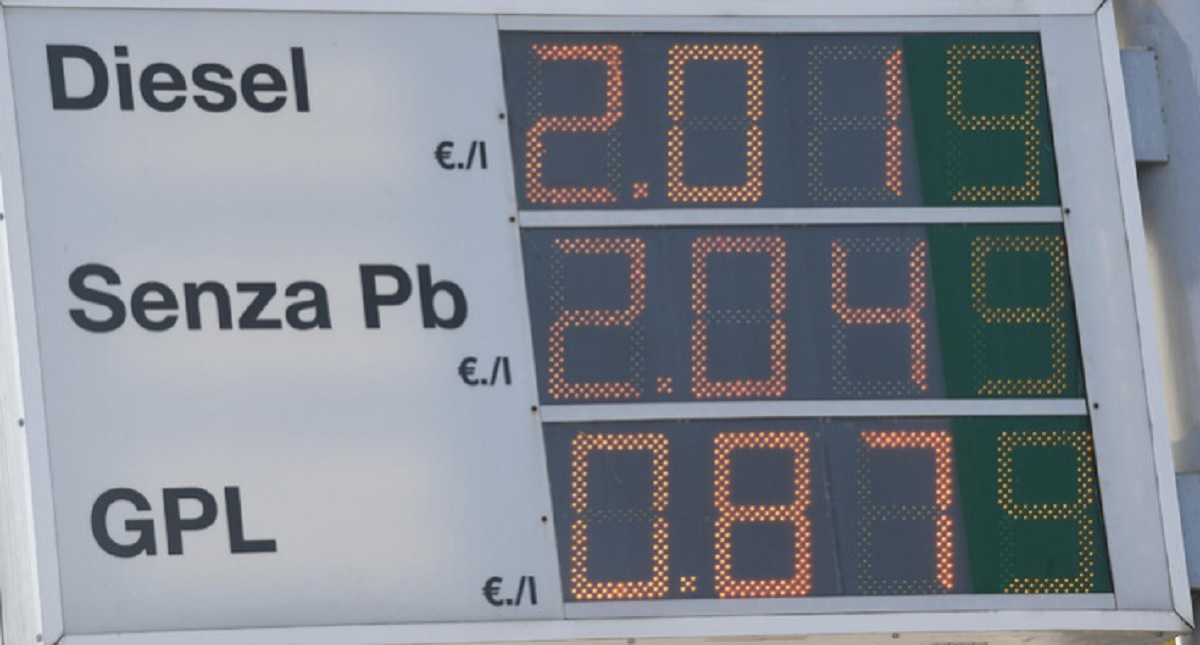 Diesel 2.019
€./l
Senza Pb 2.049
€./l
GPL 0.879
€./l